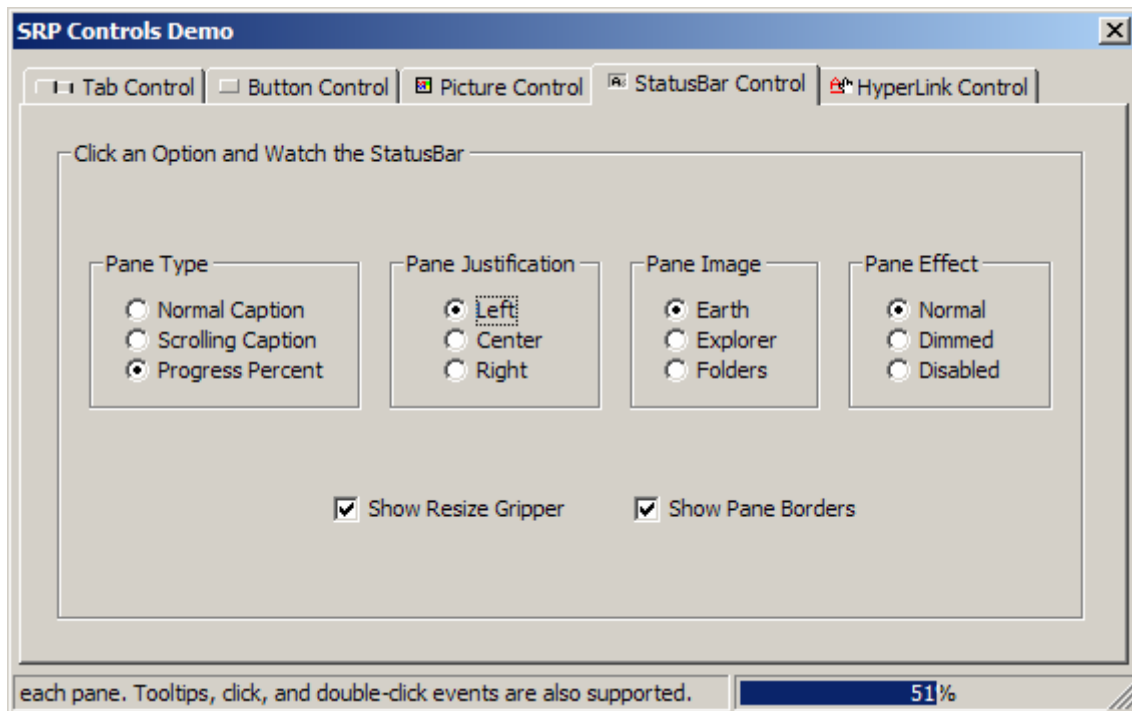 SRP Controls Demo
Tab Control Button Control Picture Control StatusBar Control HyperLink Control
Click an Option and Watch the StatusBar
Pane Type Pane Justification Pane Image Pane Effect
Normal Caption Left Earth Normal
Scrolling Caption Center Explorer Dimmed
Progress Percent Right Folders Disabled
Show Resize Gripper Show Pane Borders
each pane. Tooltips, click, and double-click events are also supported. 51%